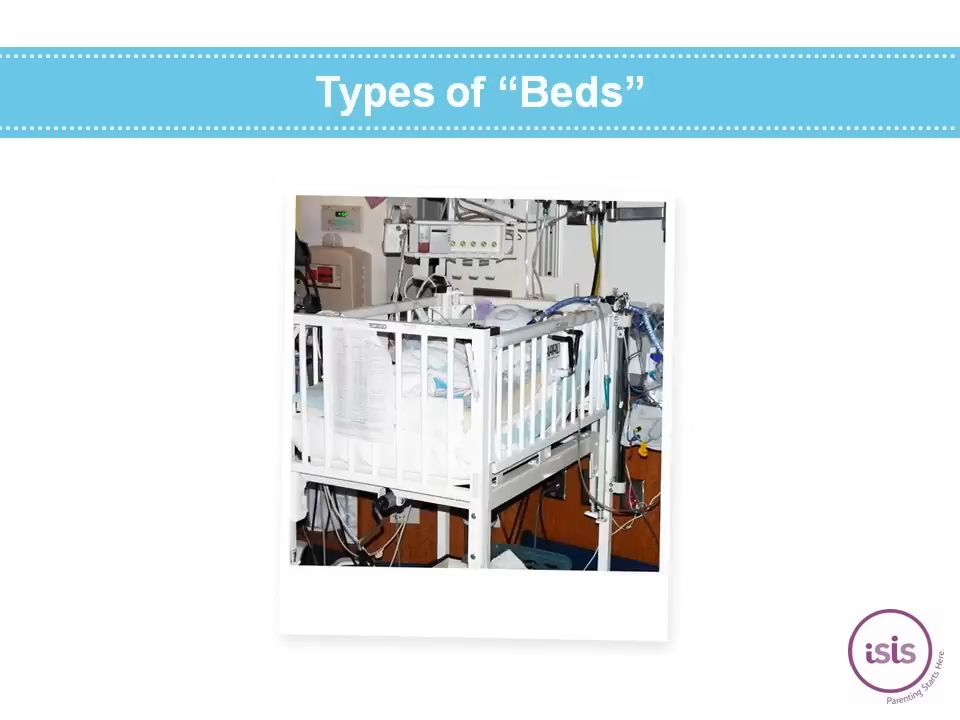 Types of “Beds”
isis
Parenting Starts Here.